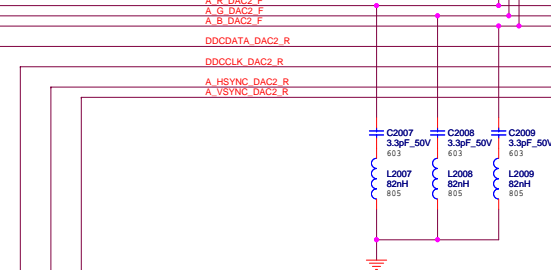 A_R_DAC2_F
A_G_DAC2_F
A_B_DAC2_F
DDCDATA_DAC2_R
DDCCLK_DAC2_R
A_HSYNC_DAC2_R
A_VSYNC_DAC2_R
C2007 C2008 C2009
3.3pF_50V 3.3pF_50V 3.3pF_50V
603 603 603
L2007 L2008 L2009
82nH 82nH 82nH
805 805 805